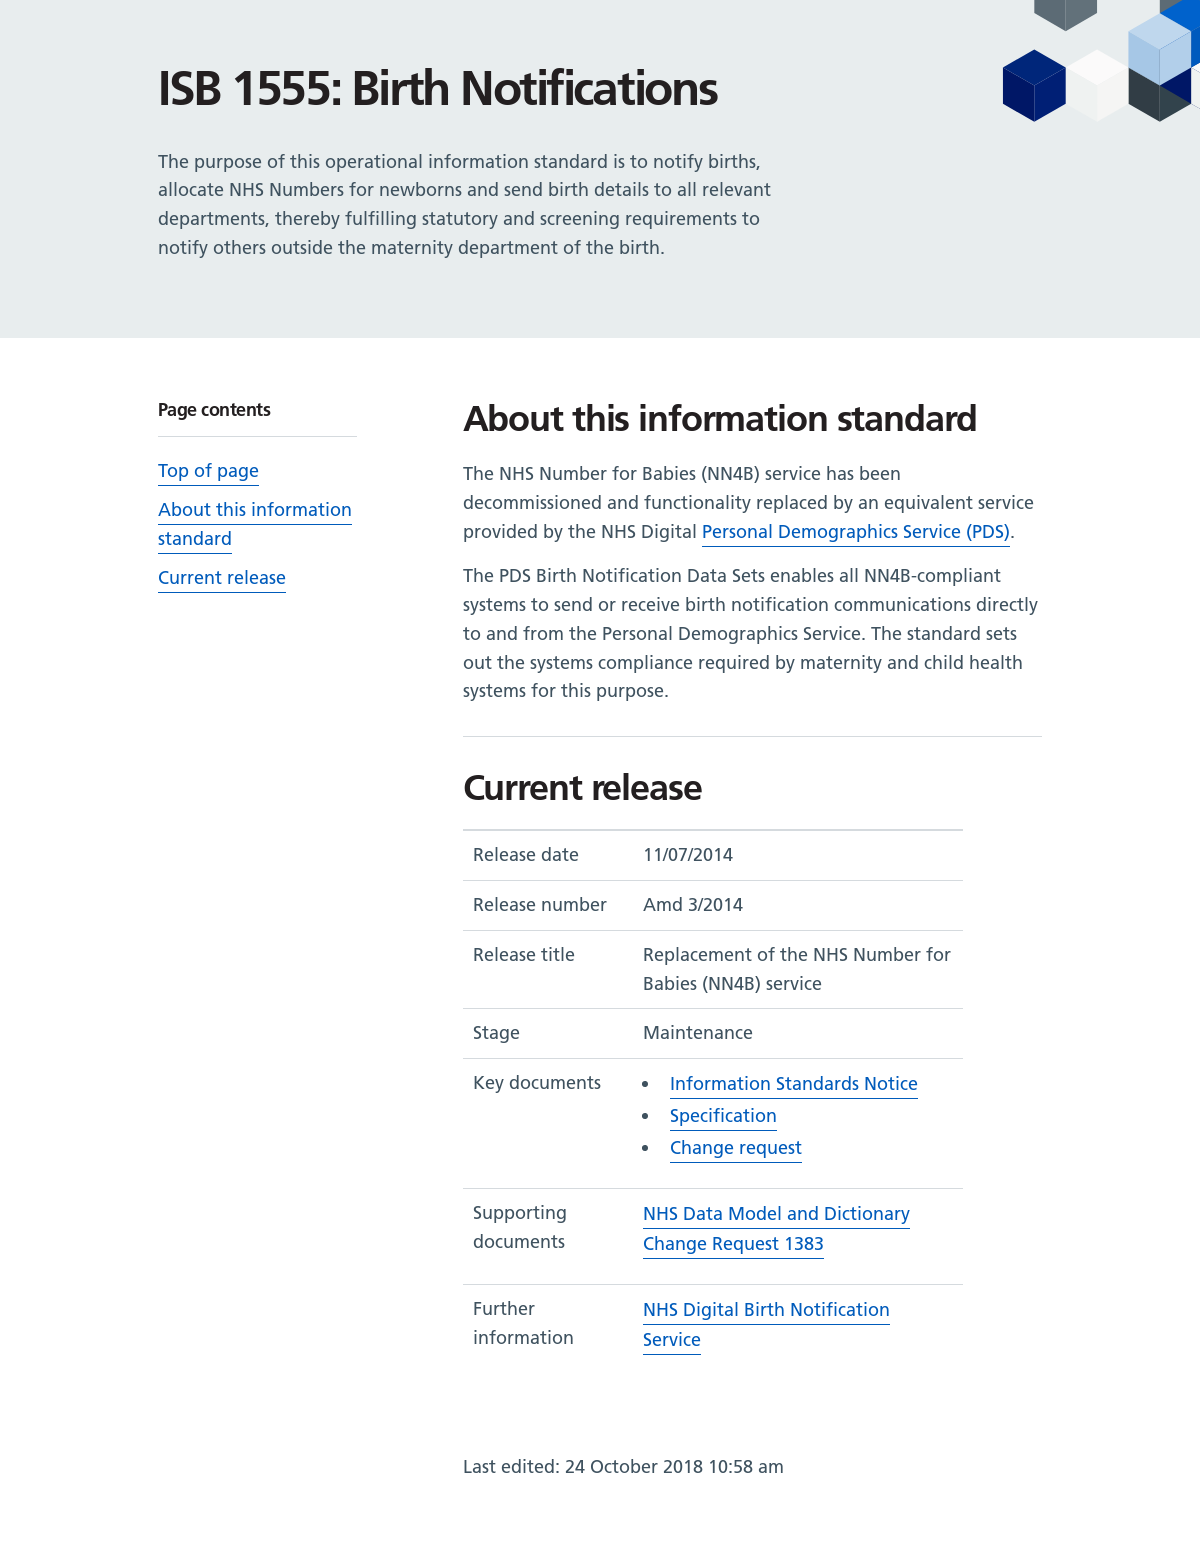 ISB 1555: Birth Notifications
The purpose of this operational information standard is to notify births,
allocate NHS Numbers for newborns and send birth details to all relevant
departments, thereby fulfilling statutory and screening requirements to
notify others outside the maternity department of the birth.
Page contents
Top of page
About this information
standard
Current release
About this information standard
The NHS Number for Babies (NN4B) service has been
decommissioned and functionality replaced by an equivalent service
provided by the NHS Digital Personal Demographics Service (PDS).
The PDS Birth Notification Data Sets enables all NN4B-compliant
systems to send or receive birth notification communications directly
to and from the Personal Demographics Service. The standard sets
out the systems compliance required by maternity and child health
systems for this purpose.
Current release
Release date 11/07/2014
Release number Amd 3/2014
Release title Replacement of the NHS Number for
Babies (NN4B) service
Stage Maintenance
Key documents • Information Standards Notice
• Specification
• Change request
Supporting NHS Data Model and Dictionary
documents Change Request 1383
Further NHS Digital Birth Notification
information Service
Last edited: 24 October 2018 10:58 am